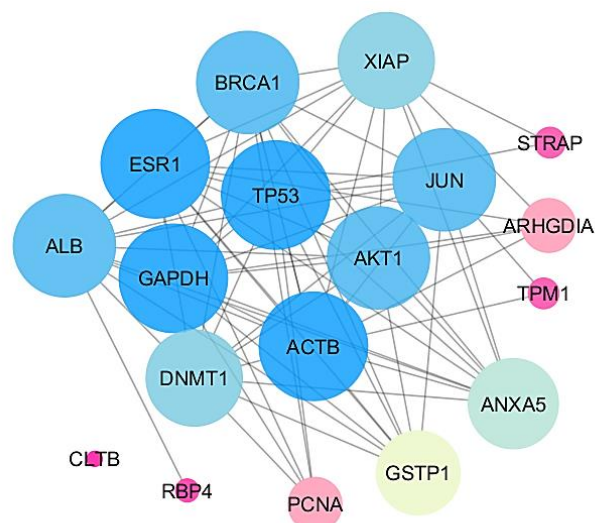 XIAP
BRCA1
STRAP
ESR1
TP53
JUN
ARHGDIA
ALB
AKT1
GAPDH
TPM1
ACTB
DNMT1
ANXA5
CLTB
GSTP1
RBP4
PCNA